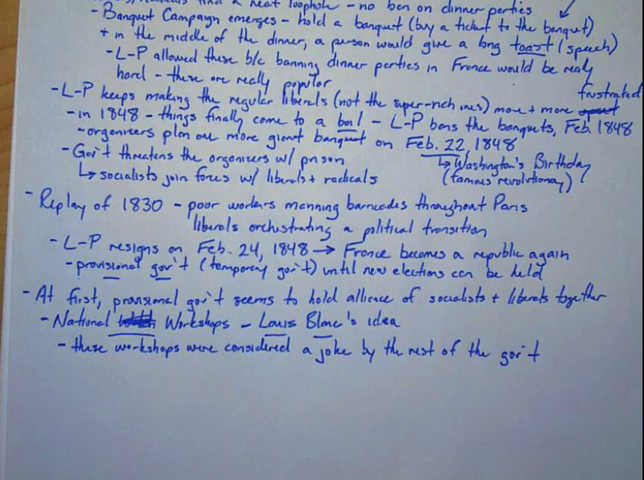 find a neat loophole - no ban on dinner parties
- Banquet Campaign emerges - hold a banquet (buy a ticket to the banquet)
+ in the middle of the dinner, a person would give a long toast (speech)
- L-P allowed these b/c banning dinner parties in France would be really
hard - these are really popular
- L-P keeps making the regular liberals (not the super-rich ones) more + more frustrated
- in 1848 - things finally come to a boil - L-P bans the banquets, Feb. 1848
- organizers plan one more giant banquet on Feb. 22, 1848
- Gov't threatens the organizers w/ prison
↳ Washington's Birthday
(famous revolutionary)
↳ socialists join forces w/ liberals + radicals
- Replay of 1830 - poor workers manning barricades throughout Paris
liberals orchestrating a political transition
- L-P resigns on Feb. 24, 1848 → France becomes a republic again
- provisional gov't (temporary gov't) until new elections can be held
- At first, provisional gov't seems to hold alliance of socialists + liberals together
- National Workshops - Louis Blanc's idea
- these workshops were considered a joke by the rest of the gov't